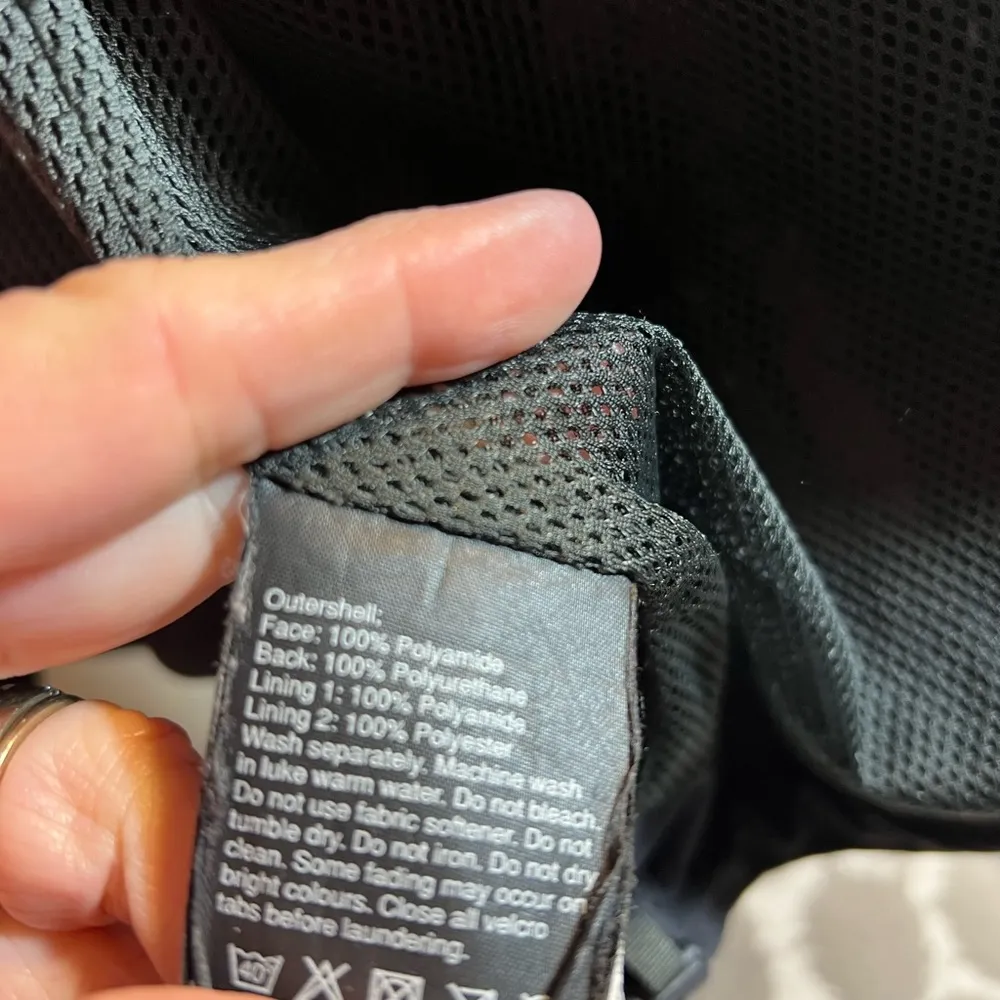 Outershell:
Face: 100% Polyamide
Back: 100% Polyurethane
Lining 1: 100% Polyamide
Lining 2: 100% Polyester
Wash separately. Machine wash
in luke warm water. Do not bleach.
Do not use fabric softener. Do not
tumble dry. Do not iron. Do not dry
clean. Some fading may occur on
bright colours. Close all velcro
tabs before laundering.
40°